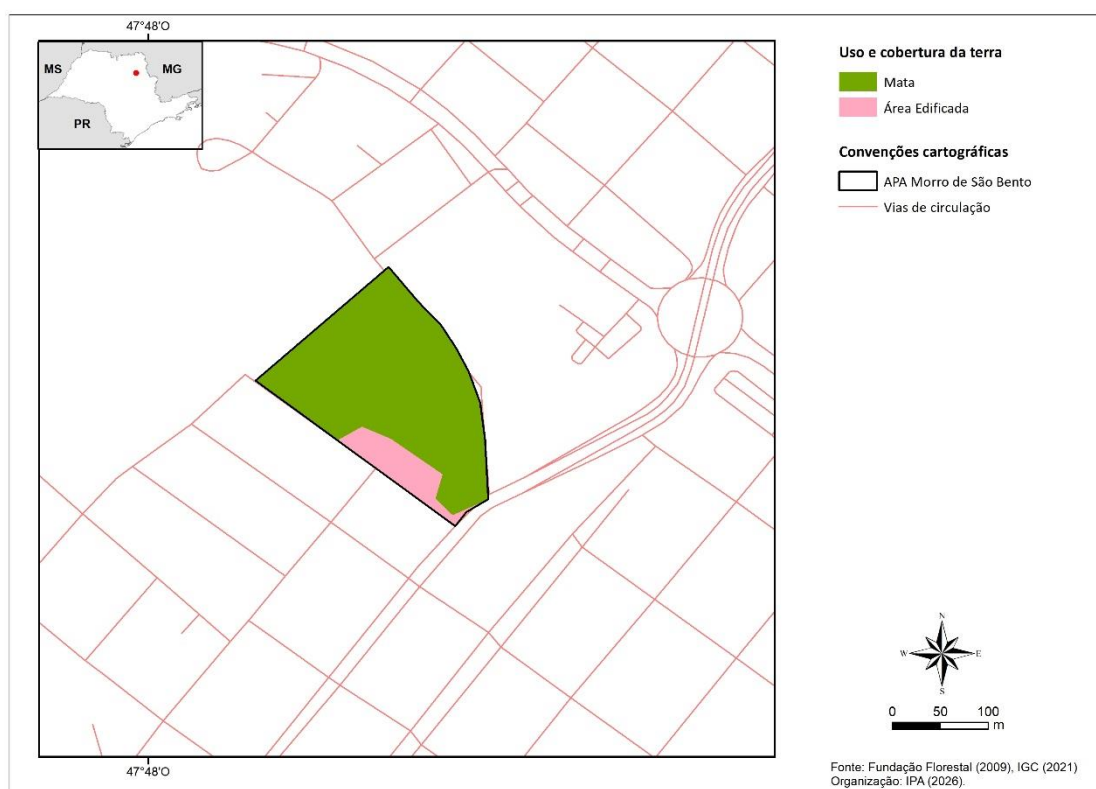 47°48'O
MS
MG
PR
Uso e cobertura da terra
Mata
Área Edificada
Convenções cartográficas
APA Morro de São Bento
Vias de circulação
N
W
E
S
0 50 100
m
47°48'O
Fonte: Fundação Florestal (2009), IGC (2021)
Organização: IPA (2026).